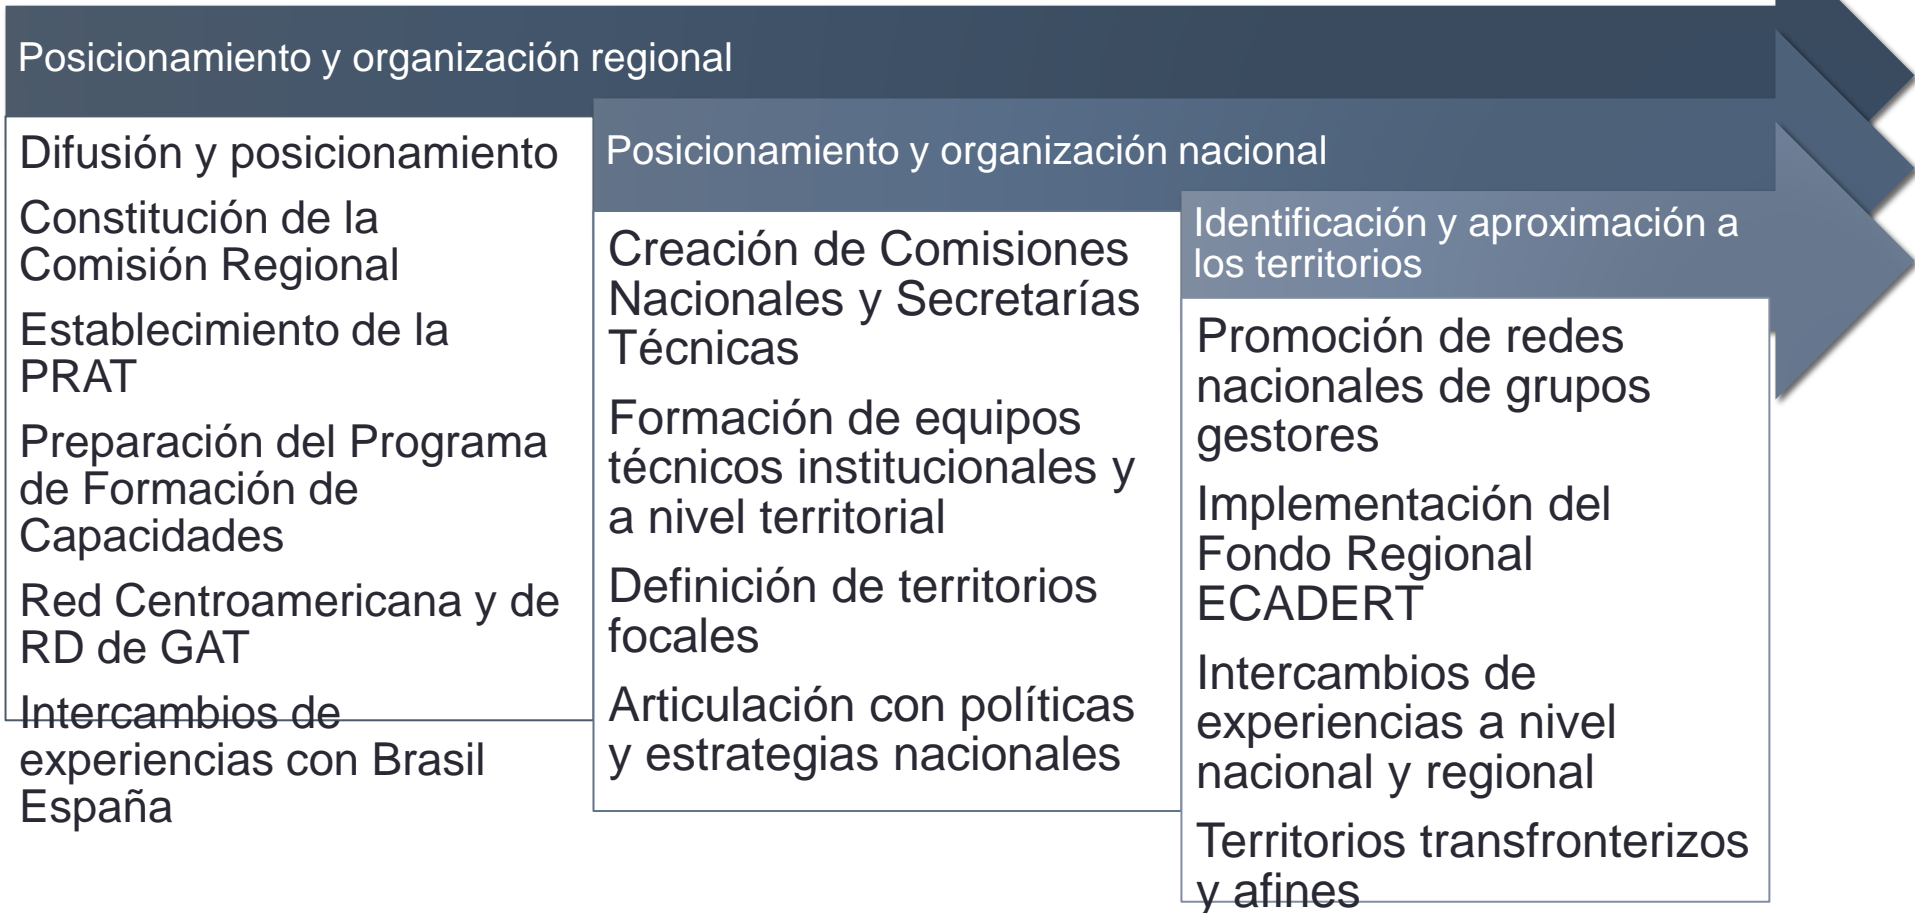 Posicionamiento y organización regional
Difusión y posicionamiento
Constitución de la
Comisión Regional
Establecimiento de la
PRAT
Preparación del Programa
de Formación de
Capacidades
Red Centroamericana y de
RD de GAT
Intercambios de
experiencias con Brasil
España
Posicionamiento y organización nacional
Creación de Comisiones
Nacionales y Secretarías
Técnicas
Formación de equipos
técnicos institucionales y
a nivel territorial
Definición de territorios
focales
Articulación con políticas
y estrategias nacionales
Identificación y aproximación a
los territorios
Promoción de redes
nacionales de grupos
gestores
Implementación del
Fondo Regional
ECADERT
Intercambios de
experiencias a nivel
nacional y regional
Territorios transfronterizos
y afines